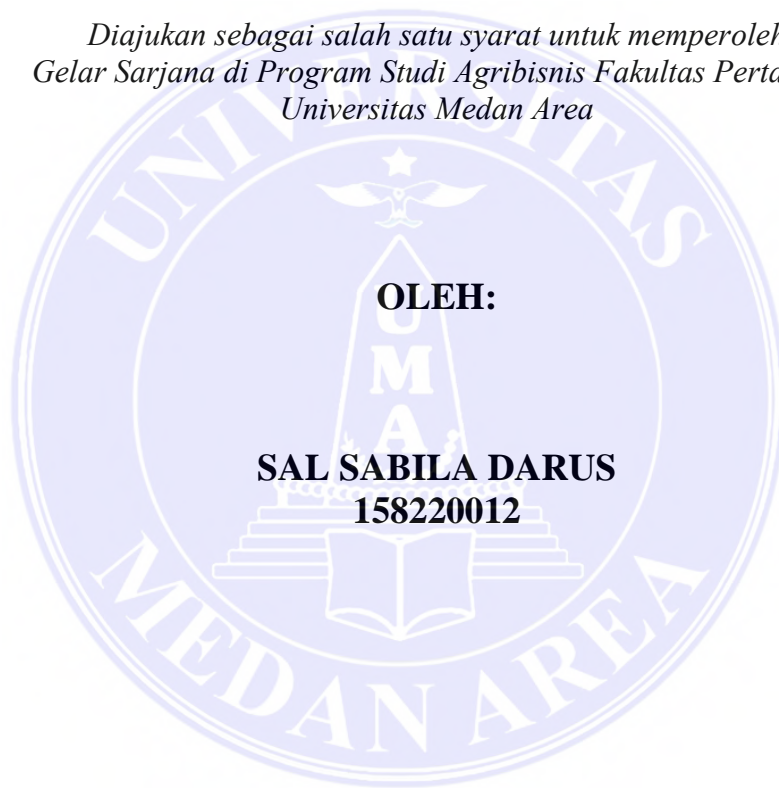 Diajukan sebagai salah satu syarat untuk memperoleh
Gelar Sarjana di Program Studi Agribisnis Fakultas
Universitas Medan Area
UNIVERSITAS
OLEH:
UMA
SAL SABILA DARUS
158220012
MEDAN AREA